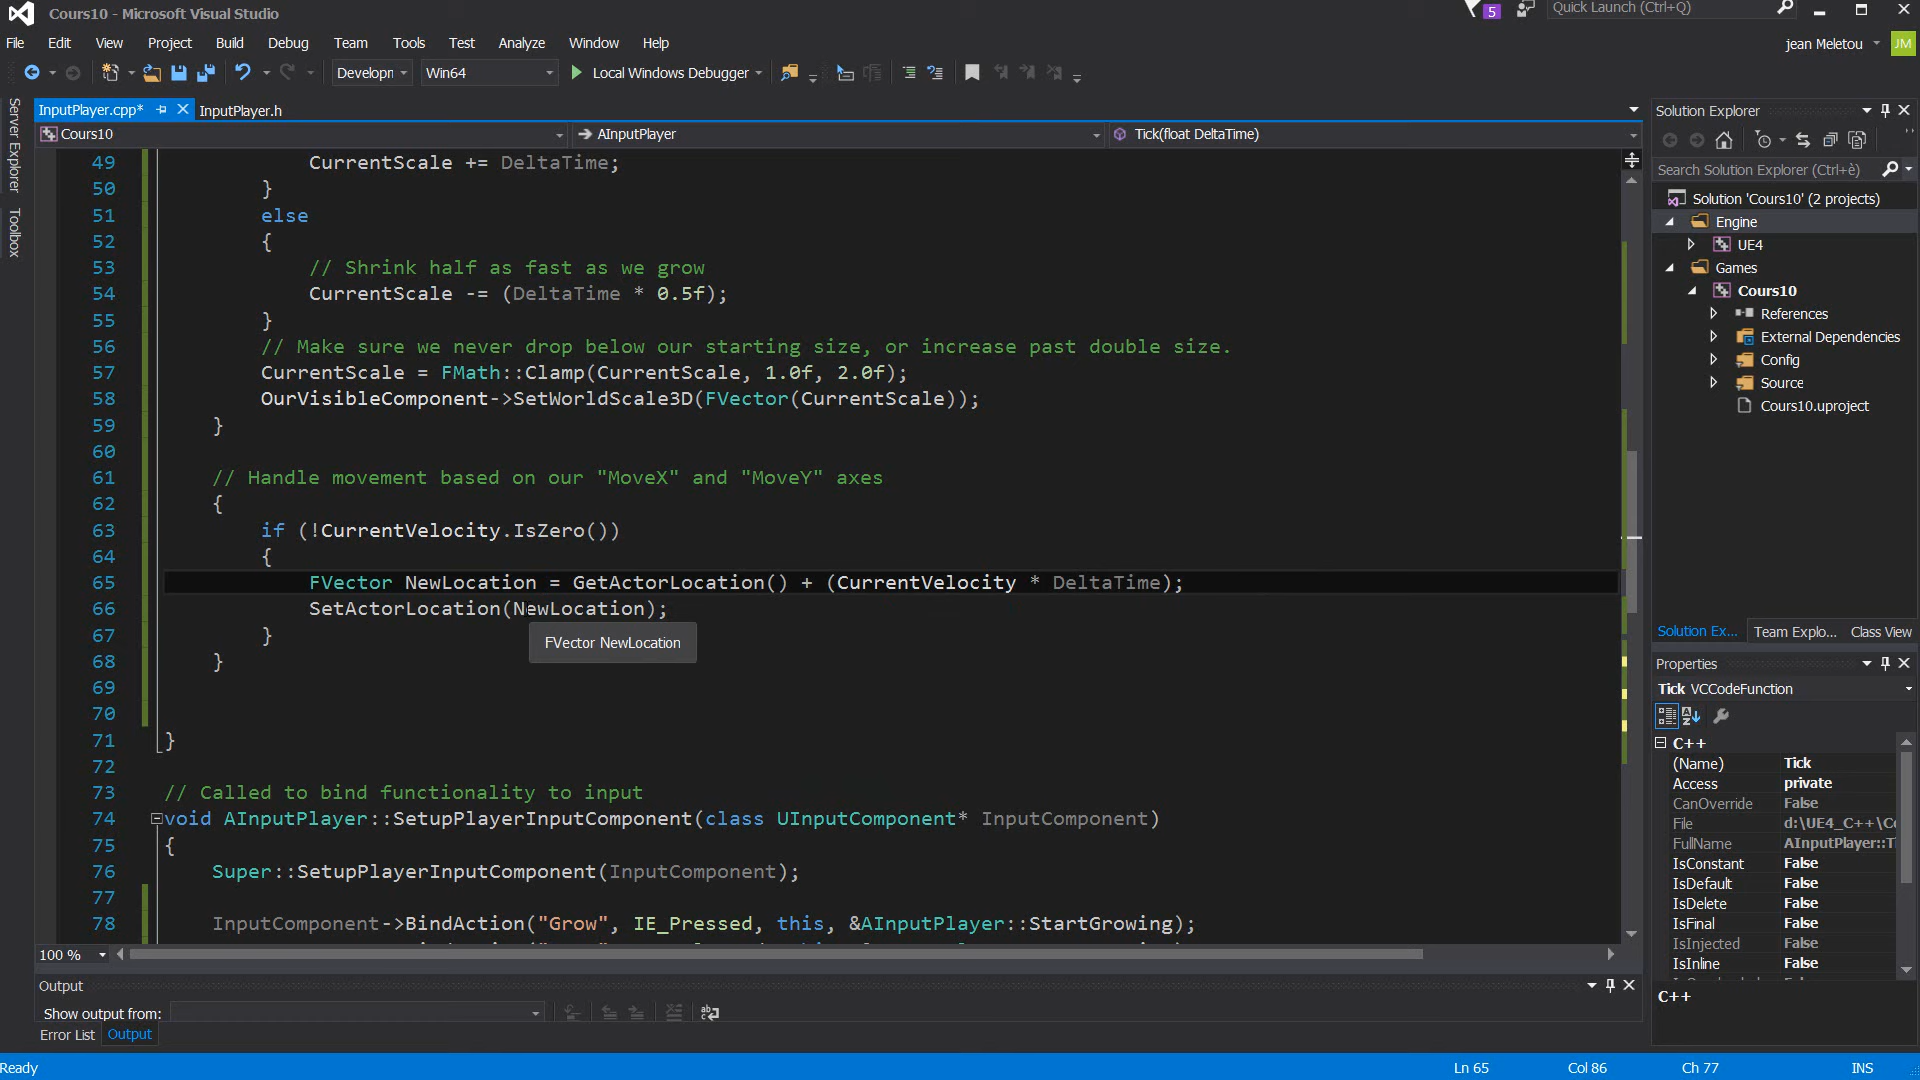 Cours10 - Microsoft Visual Studio
5
Quick Launch (Ctrl+Q)
File Edit View Project Build Debug Team Tools Test Analyze Window Help
jean Meletou JM
Developn Win64 Local Windows Debugger
InputPlayer.cpp* InputPlayer.h
Cours10 AInputPlayer Tick(float DeltaTime)
Server Explorer
Toolbox
49 CurrentScale += DeltaTime;
50 }
51 else
52 {
53 // Shrink half as fast as we grow
54 CurrentScale -= (DeltaTime * 0.5f);
55 }
56 // Make sure we never drop below our starting size, or increase past double size.
57 CurrentScale = FMath::Clamp(CurrentScale, 1.0f, 2.0f);
58 OurVisibleComponent->SetWorldScale3D(FVector(CurrentScale));
59 }
60
61 // Handle movement based on our "MoveX" and "MoveY" axes
62 {
63 if (!CurrentVelocity.IsZero())
64 {
65 FVector NewLocation = GetActorLocation() + (CurrentVelocity * DeltaTime);
66 SetActorLocation(NewLocation);
67 }
FVector NewLocation
68 }
69
70
71 }
72
73 // Called to bind functionality to input
74 void AInputPlayer::SetupPlayerInputComponent(class UInputComponent* InputComponent)
75 {
76 Super::SetupPlayerInputComponent(InputComponent);
77
78 InputComponent->BindAction("Grow", IE_Pressed, this, &AInputPlayer::StartGrowing);
100 %
Output
Show output from:
Error List Output
Ready
Ln 65 Col 86 Ch 77 INS
Solution Explorer
Search Solution Explorer (Ctrl+è)
Solution 'Cours10' (2 projects)
Engine
UE4
Games
Cours10
References
External Dependencies
Config
Source
Cours10.uproject
Solution Ex... Team Explo... Class View
Properties
Tick VCCodeFunction
C++
(Name) Tick
Access private
CanOverride False
File d:\UE4_C++\Co
FullName AInputPlayer::Ti
IsConstant False
IsDefault False
IsDelete False
IsFinal False
IsInjected False
IsInline False
C++